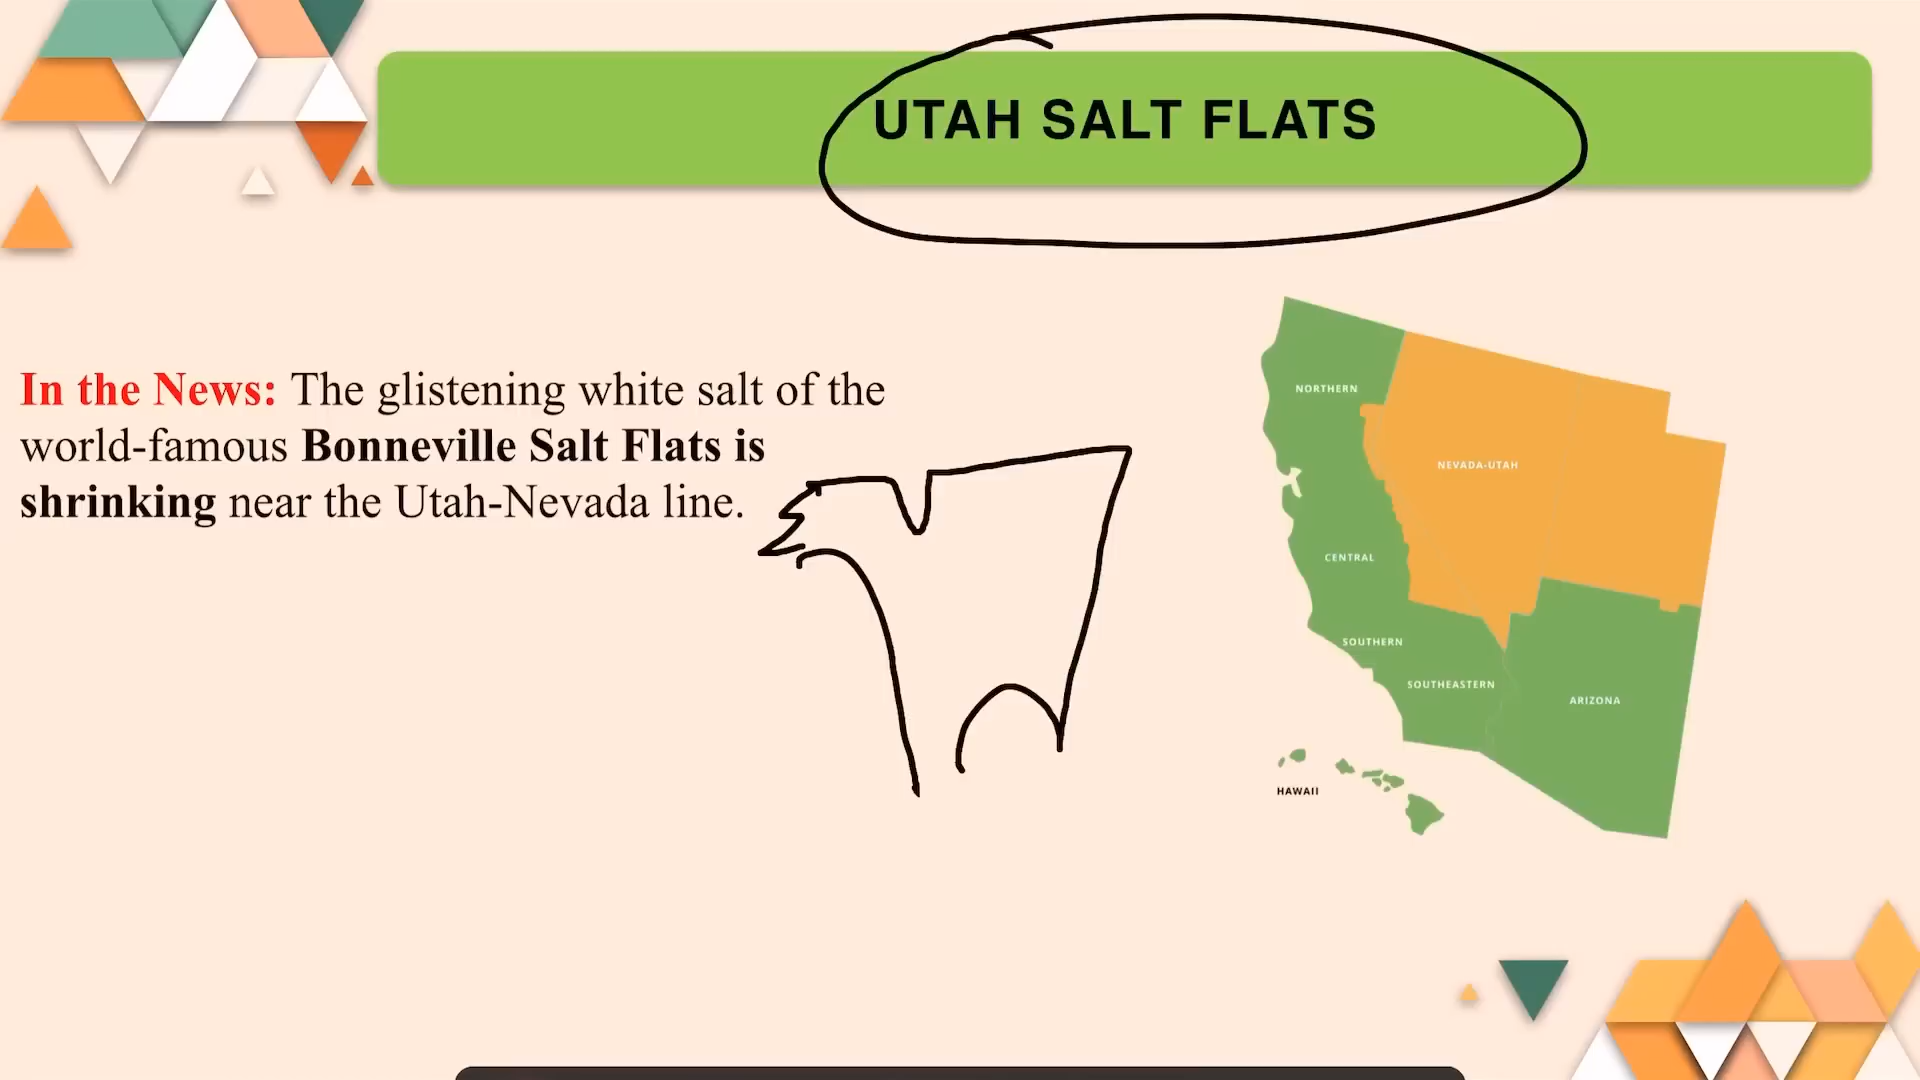 UTAH SALT FLATS
In the News: The glistening white salt of the
world-famous Bonneville Salt Flats is
shrinking near the Utah-Nevada line.
NORTHERN
NEVADA-UTAH
CENTRAL
SOUTHERN
SOUTHEASTERN
ARIZONA
HAWAII